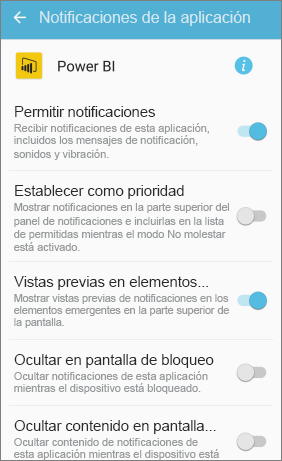 Notificaciones de la aplicación
Power BI
Permitir notificaciones
Recibir notificaciones de esta aplicación,
incluidos los mensajes de notificación,
sonidos y vibración.
Establecer como prioridad
Mostrar notificaciones en la parte superior del
panel de notificaciones e incluirlas en la lista
de permitidas mientras el modo No molestar
está activado.
Vistas previas en elementos...
Mostrar vistas previas de notificaciones en los
elementos emergentes en la parte superior de
la pantalla.
Ocultar en pantalla de bloqueo
Ocultar notificaciones de esta aplicación
mientras el dispositivo está bloqueado.
Ocultar contenido en pantalla...
Ocultar contenido de notificaciones de
esta aplicación mientras el dispositivo está